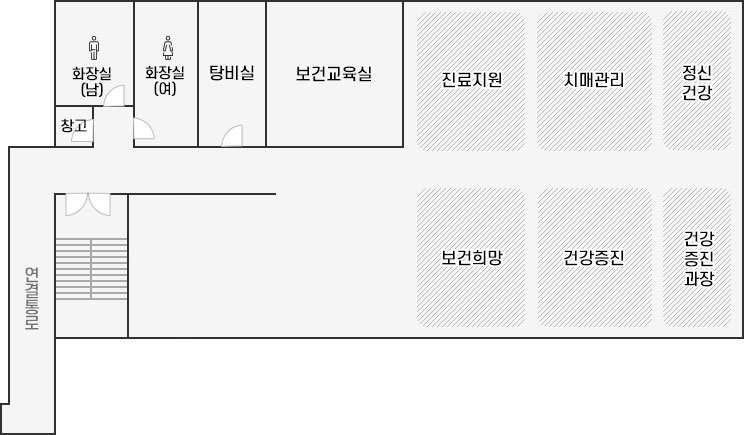 화장실
(남)
화장실
(여)
탕비실
보건교육실
진료지원
치매관리
정신
건강
창고
보건희망
건강증진
건강
증진
과장
연결통로